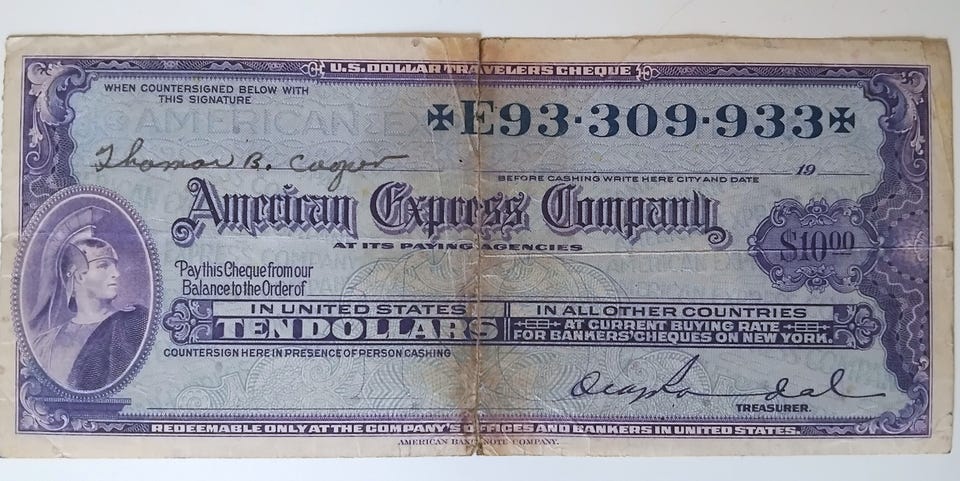 U.S. DOLLAR TRAVELERS CHEQUE
WHEN COUNTERSIGNED BELOW WITH
THIS SIGNATURE
E93·309·933
Thomas B. Cooper
19
BEFORE CASHING WRITE HERE CITY AND DATE
American Express Company
AT ITS PAYING AGENCIES
$10.00
Pay this Cheque from our
Balance to the Order of
IN UNITED STATES
TEN DOLLARS
IN ALL OTHER COUNTRIES
AT CURRENT BUYING RATE
FOR BANKERS' CHEQUES ON NEW YORK.
COUNTERSIGN HERE IN PRESENCE OF PERSON CASHING
TREASURER.
REDEEMABLE ONLY AT THE COMPANY'S OFFICES AND BANKERS IN UNITED STATES.
AMERICAN BANK NOTE COMPANY.